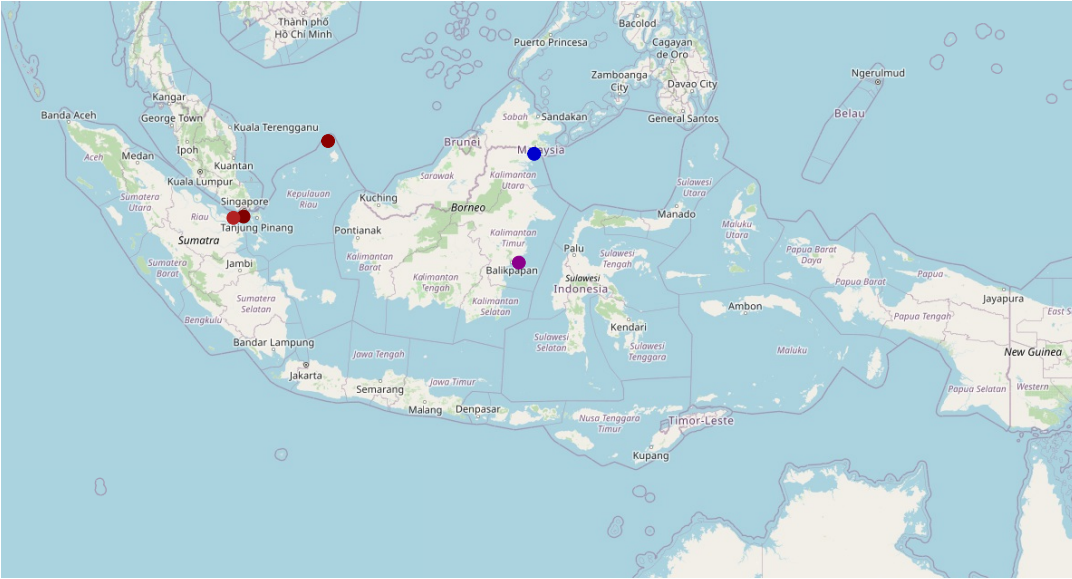 Thành phố
Hồ Chí Minh
Bacolod
Puerto Princesa
Cagayan
de Oro
Zamboanga
City
Davao City
Ngerulmud
Kangar
Banda Aceh
George Town
Kuala Terengganu
Sabah
Sandakan
General Santos
Belau
Aceh
Medan
Ipoh
Kuantan
Brunei
Malaysia
Kuala Lumpur
Sarawak
Kalimantan
Utara
Sulawesi
Utara
Sumatera
Utara
Singapore
Kepulauan
Riau
Kuching
Borneo
Manado
Riau
Tanjung Pinang
Pontianak
Maluku
Utara
Sumatra
Kalimantan
Timur
Palu
Papua Barat
Daya
Sumatera
Barat
Jambi
Kalimantan
Barat
Kalimantan
Tengah
Balikpapan
Sulawesi
Tengah
Sulawesi
Indonesia
Papua Barat
Papua
Jayapura
Sumatera
Selatan
Kalimantan
Selatan
Ambon
Papua Tengah
East S
Bengkulu
Kendari
Bandar Lampung
Sulawesi
Selatan
Sulawesi
Tenggara
Jawa Tengah
Maluku
New Guinea
Jakarta
Semarang
Jawa Timur
Papua Selatan
Western
Malang
Denpasar
Nusa Tenggara
Timur
Timor-Leste
Kupang